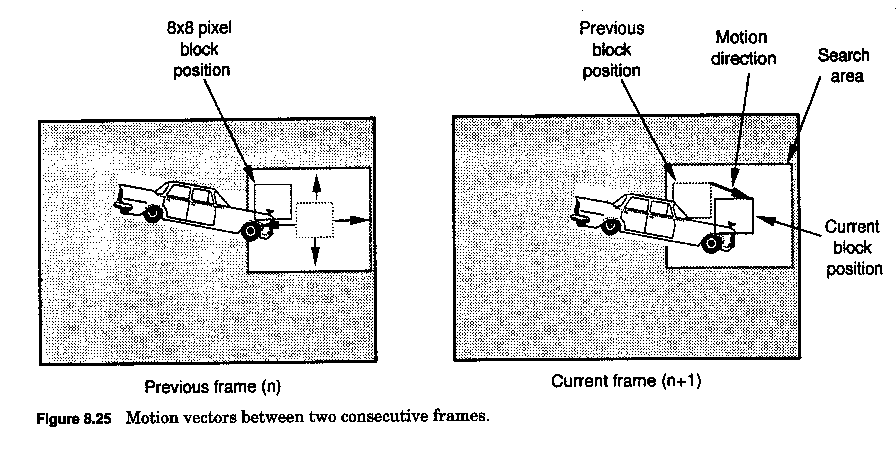 8x8 pixel
block
position
Previous
block
position
Motion
direction
Search
area
Current
block
position
Previous frame (n)
Current frame (n+1)
Figure 8.25 Motion vectors between two consecutive frames.